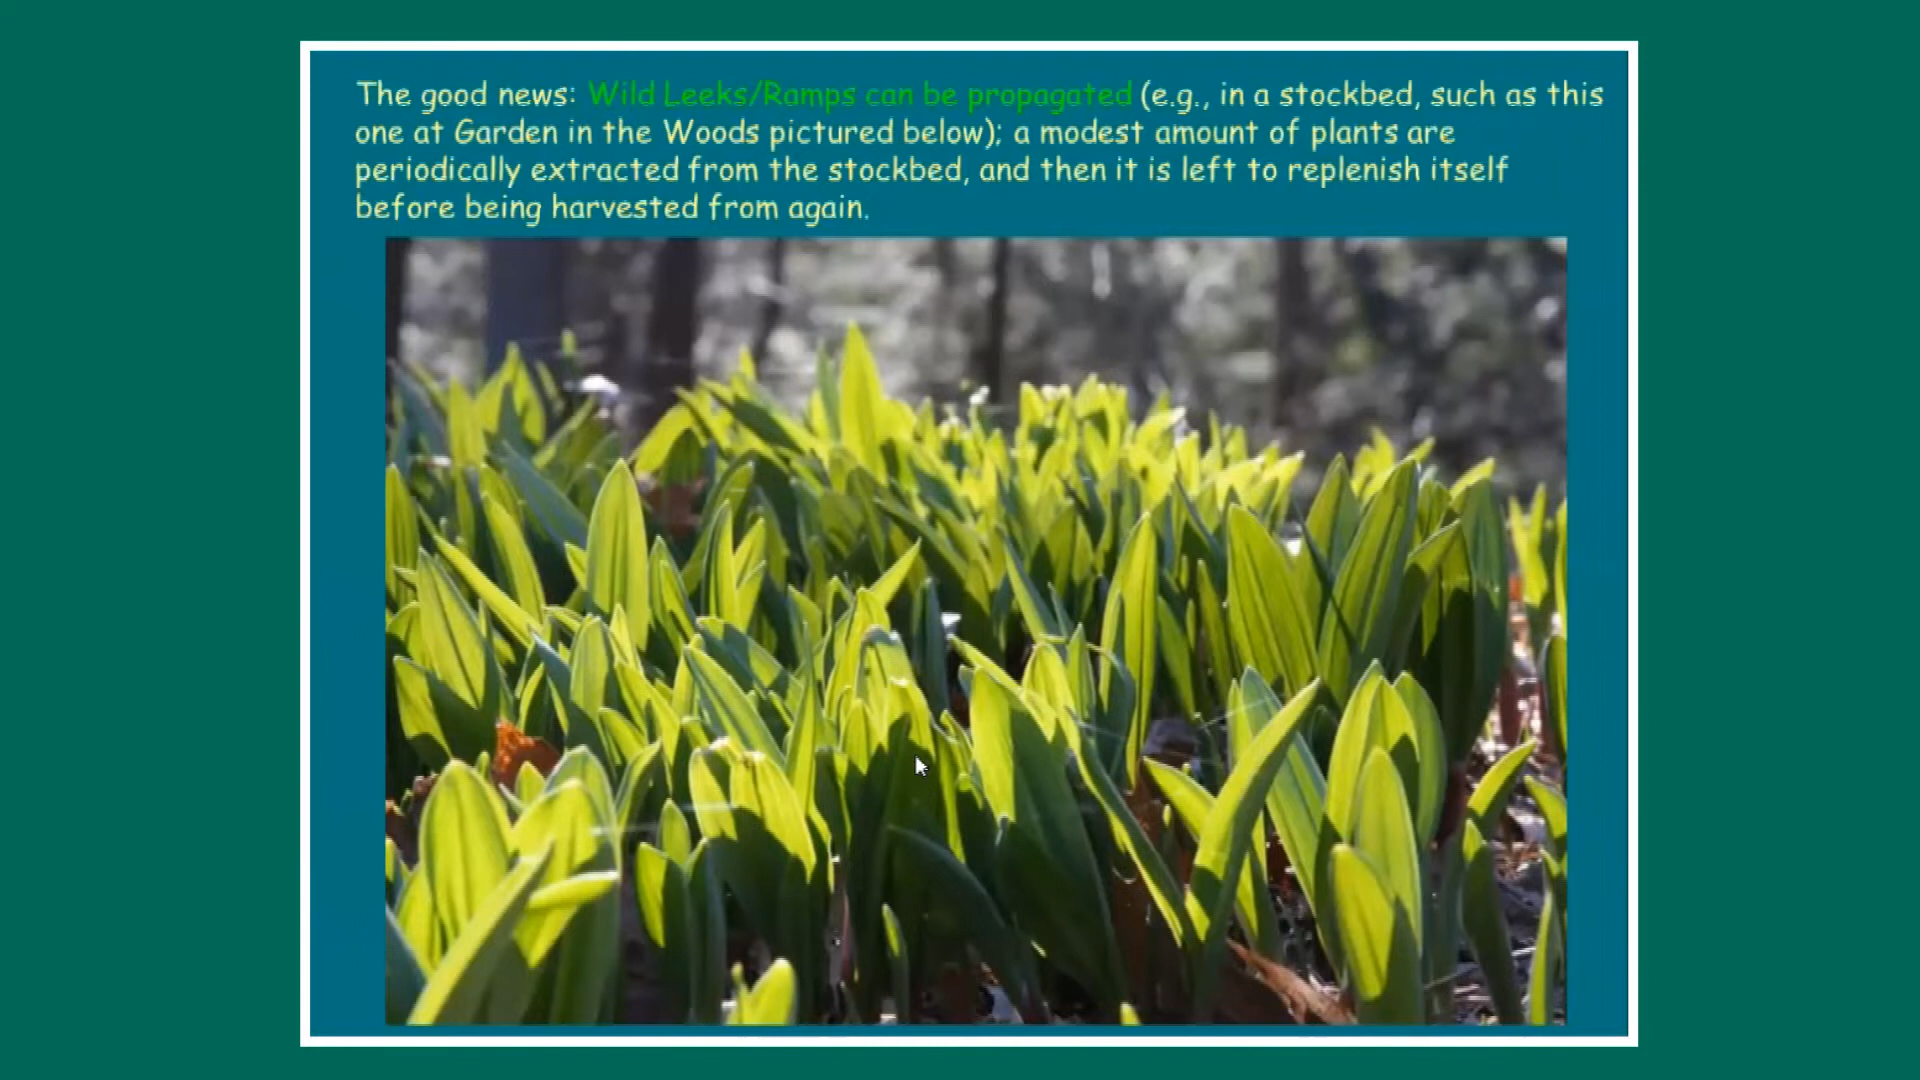 The good news: Wild Leeks/Ramps can be propagated (e.g., in a stockbed, such as this
one at Garden in the Woods pictured below); a modest amount of plants are
periodically extracted from the stockbed, and then it is left to replenish itself
before being harvested from again.